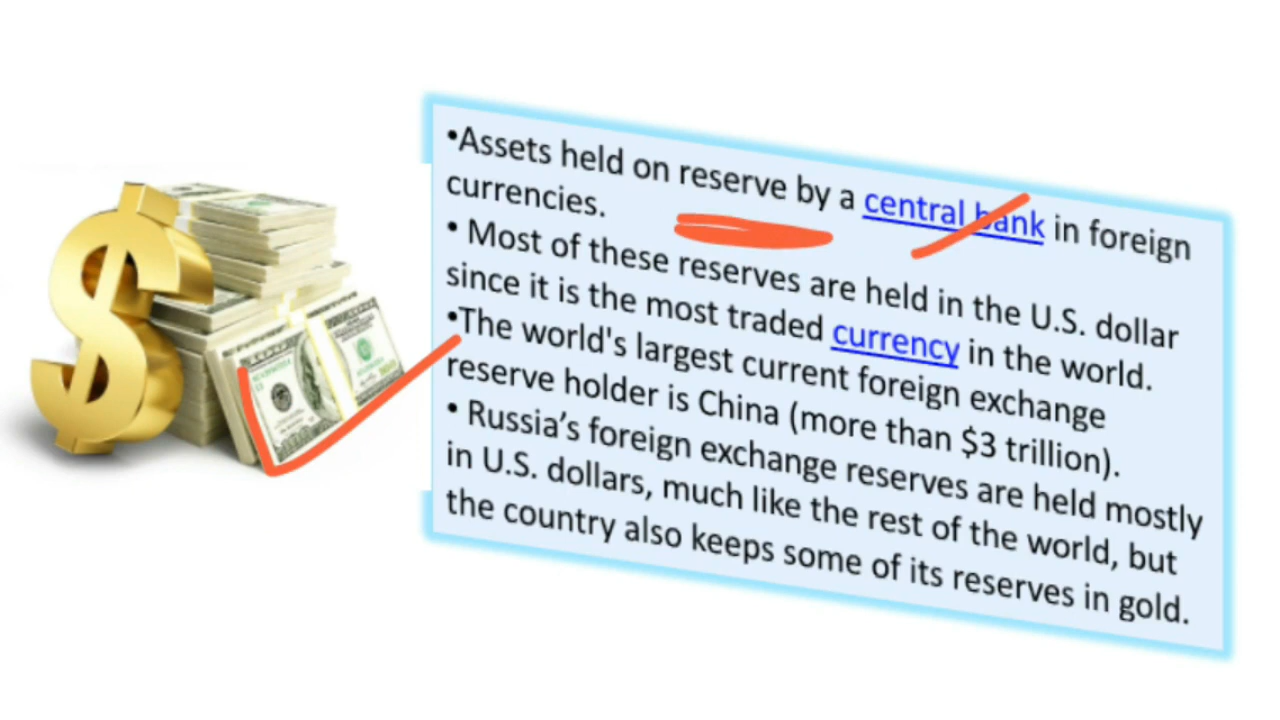 •Assets held on reserve by a central bank in foreign
currencies.
• Most of these reserves are held in the U.S. dollar
since it is the most traded currency in the world.
•The world's largest current foreign exchange
reserve holder is China (more than $3 trillion).
• Russia’s foreign exchange reserves are held mostly
in U.S. dollars, much like the rest of the world, but
the country also keeps some of its reserves in gold.